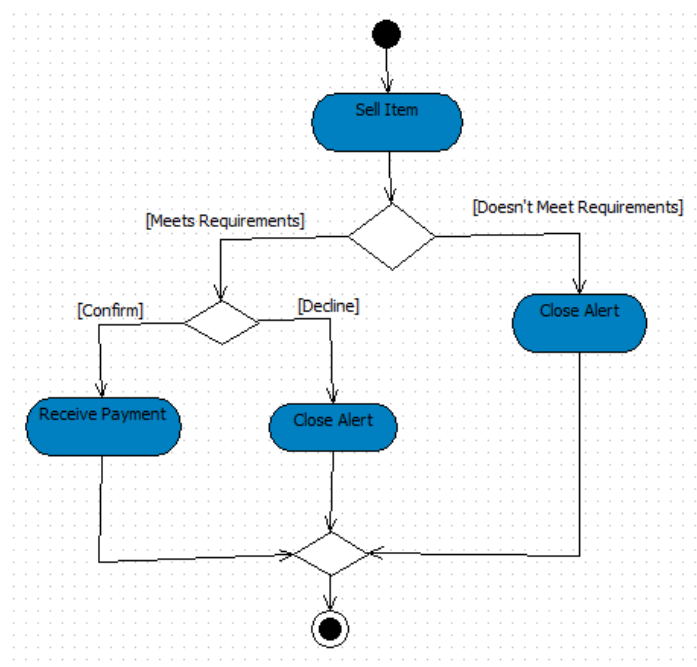 Sell Item
[Meets Requirements]
[Doesn't Meet Requirements]
[Confirm]
[Decline]
Close Alert
Receive Payment
Close Alert